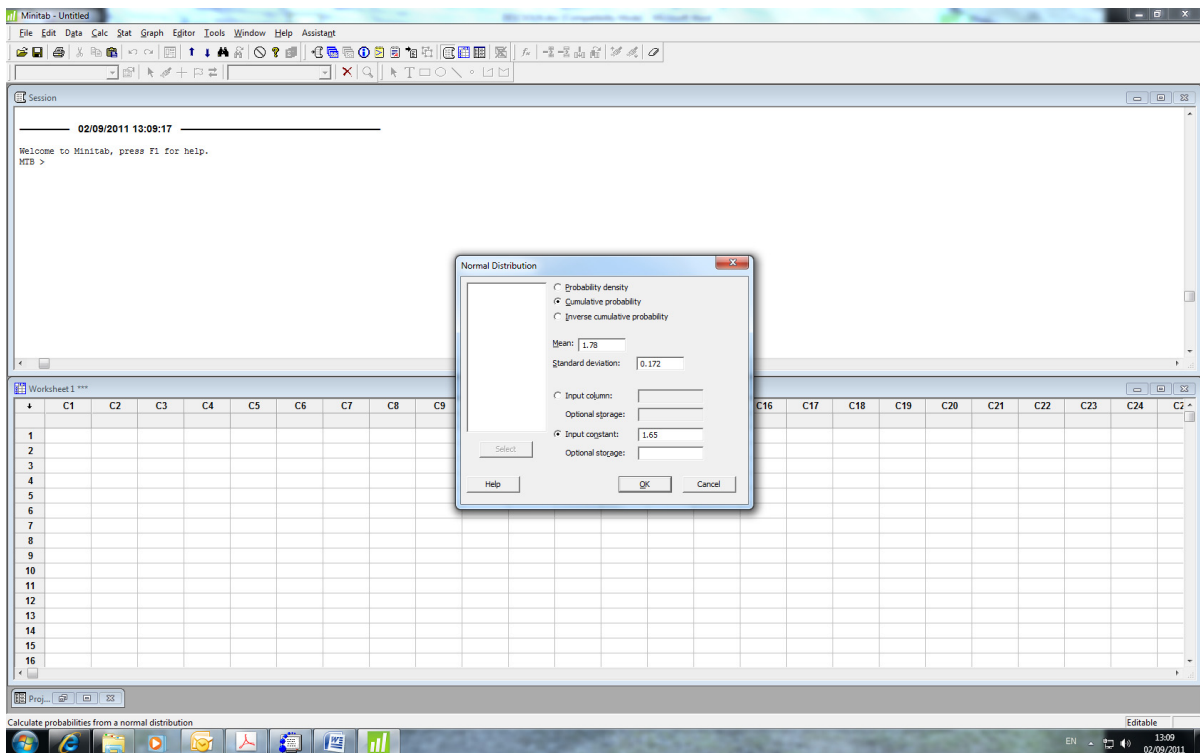 Minitab - Untitled
File Edit Data Calc Stat Graph Editor Tools Window Help Assistant
Session
02/09/2011 13:09:17
Welcome to Minitab, press F1 for help.
MTB >
Normal Distribution
Probability density
Cumulative probability
Inverse cumulative probability
Mean: 1.78
Standard deviation: 0.172
Input column:
Optional storage:
Input constant: 1.65
Optional storage:
Select
Help OK Cancel
Worksheet 1 ***
C1 C2 C3 C4 C5 C6 C7 C8 C9 C16 C17 C18 C19 C20 C21 C22 C23 C24
1
2
3
4
5
6
7
8
9
10
11
12
13
14
15
16
Proj...
Calculate probabilities from a normal distribution Editable
EN 13:09
02/09/2011